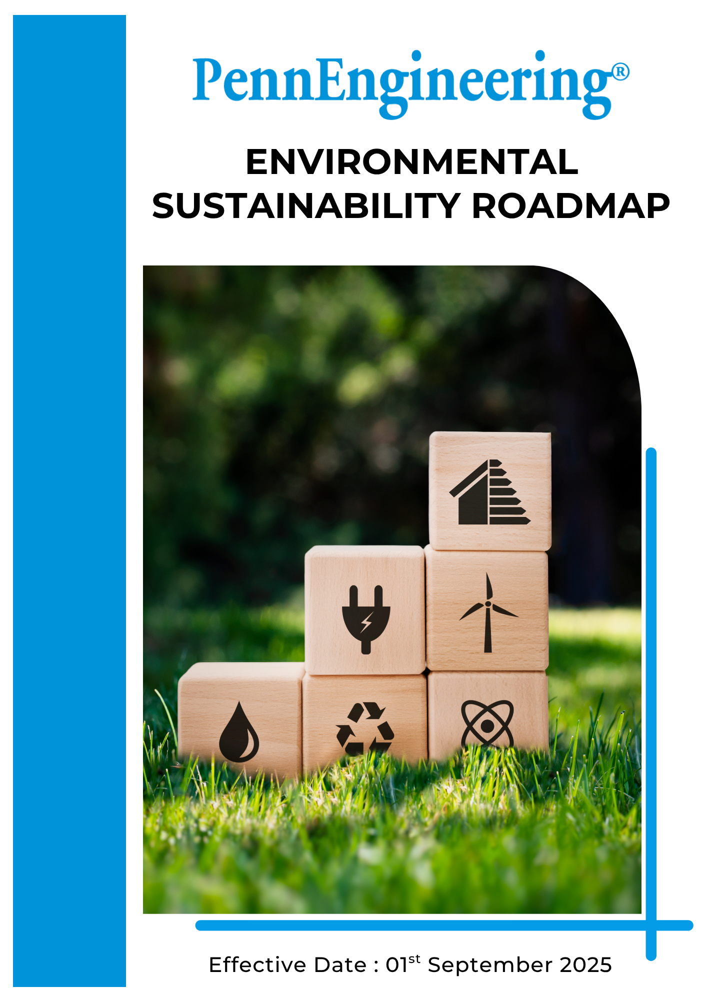 PennEngineering®
ENVIRONMENTAL
SUSTAINABILITY ROADMAP
Effective Date : 01st September 2025